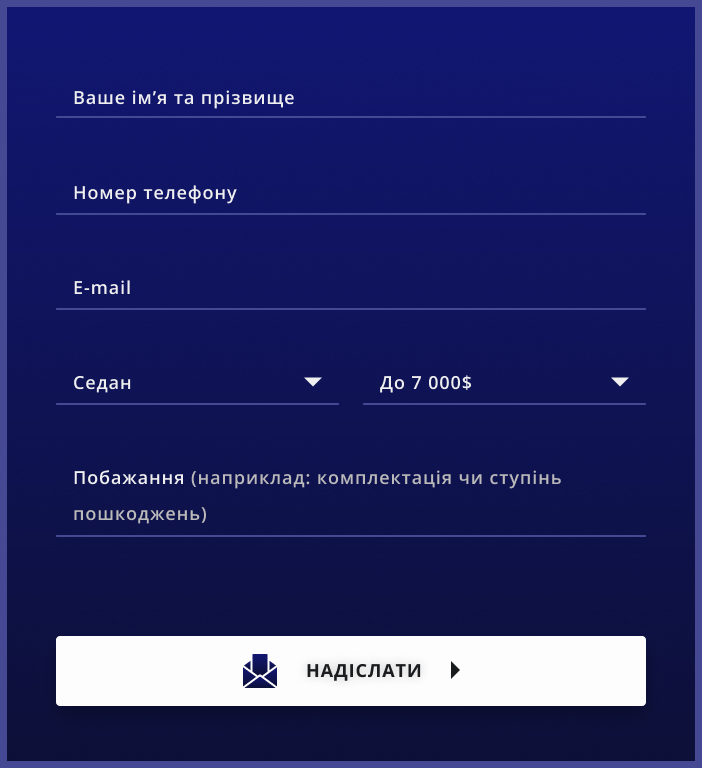 Ваше ім’я та прізвище
Номер телефону
E-mail
Седан До 7 000$
Побажання (наприклад: комплектація чи ступінь
пошкоджень)
НАДІСЛАТИ